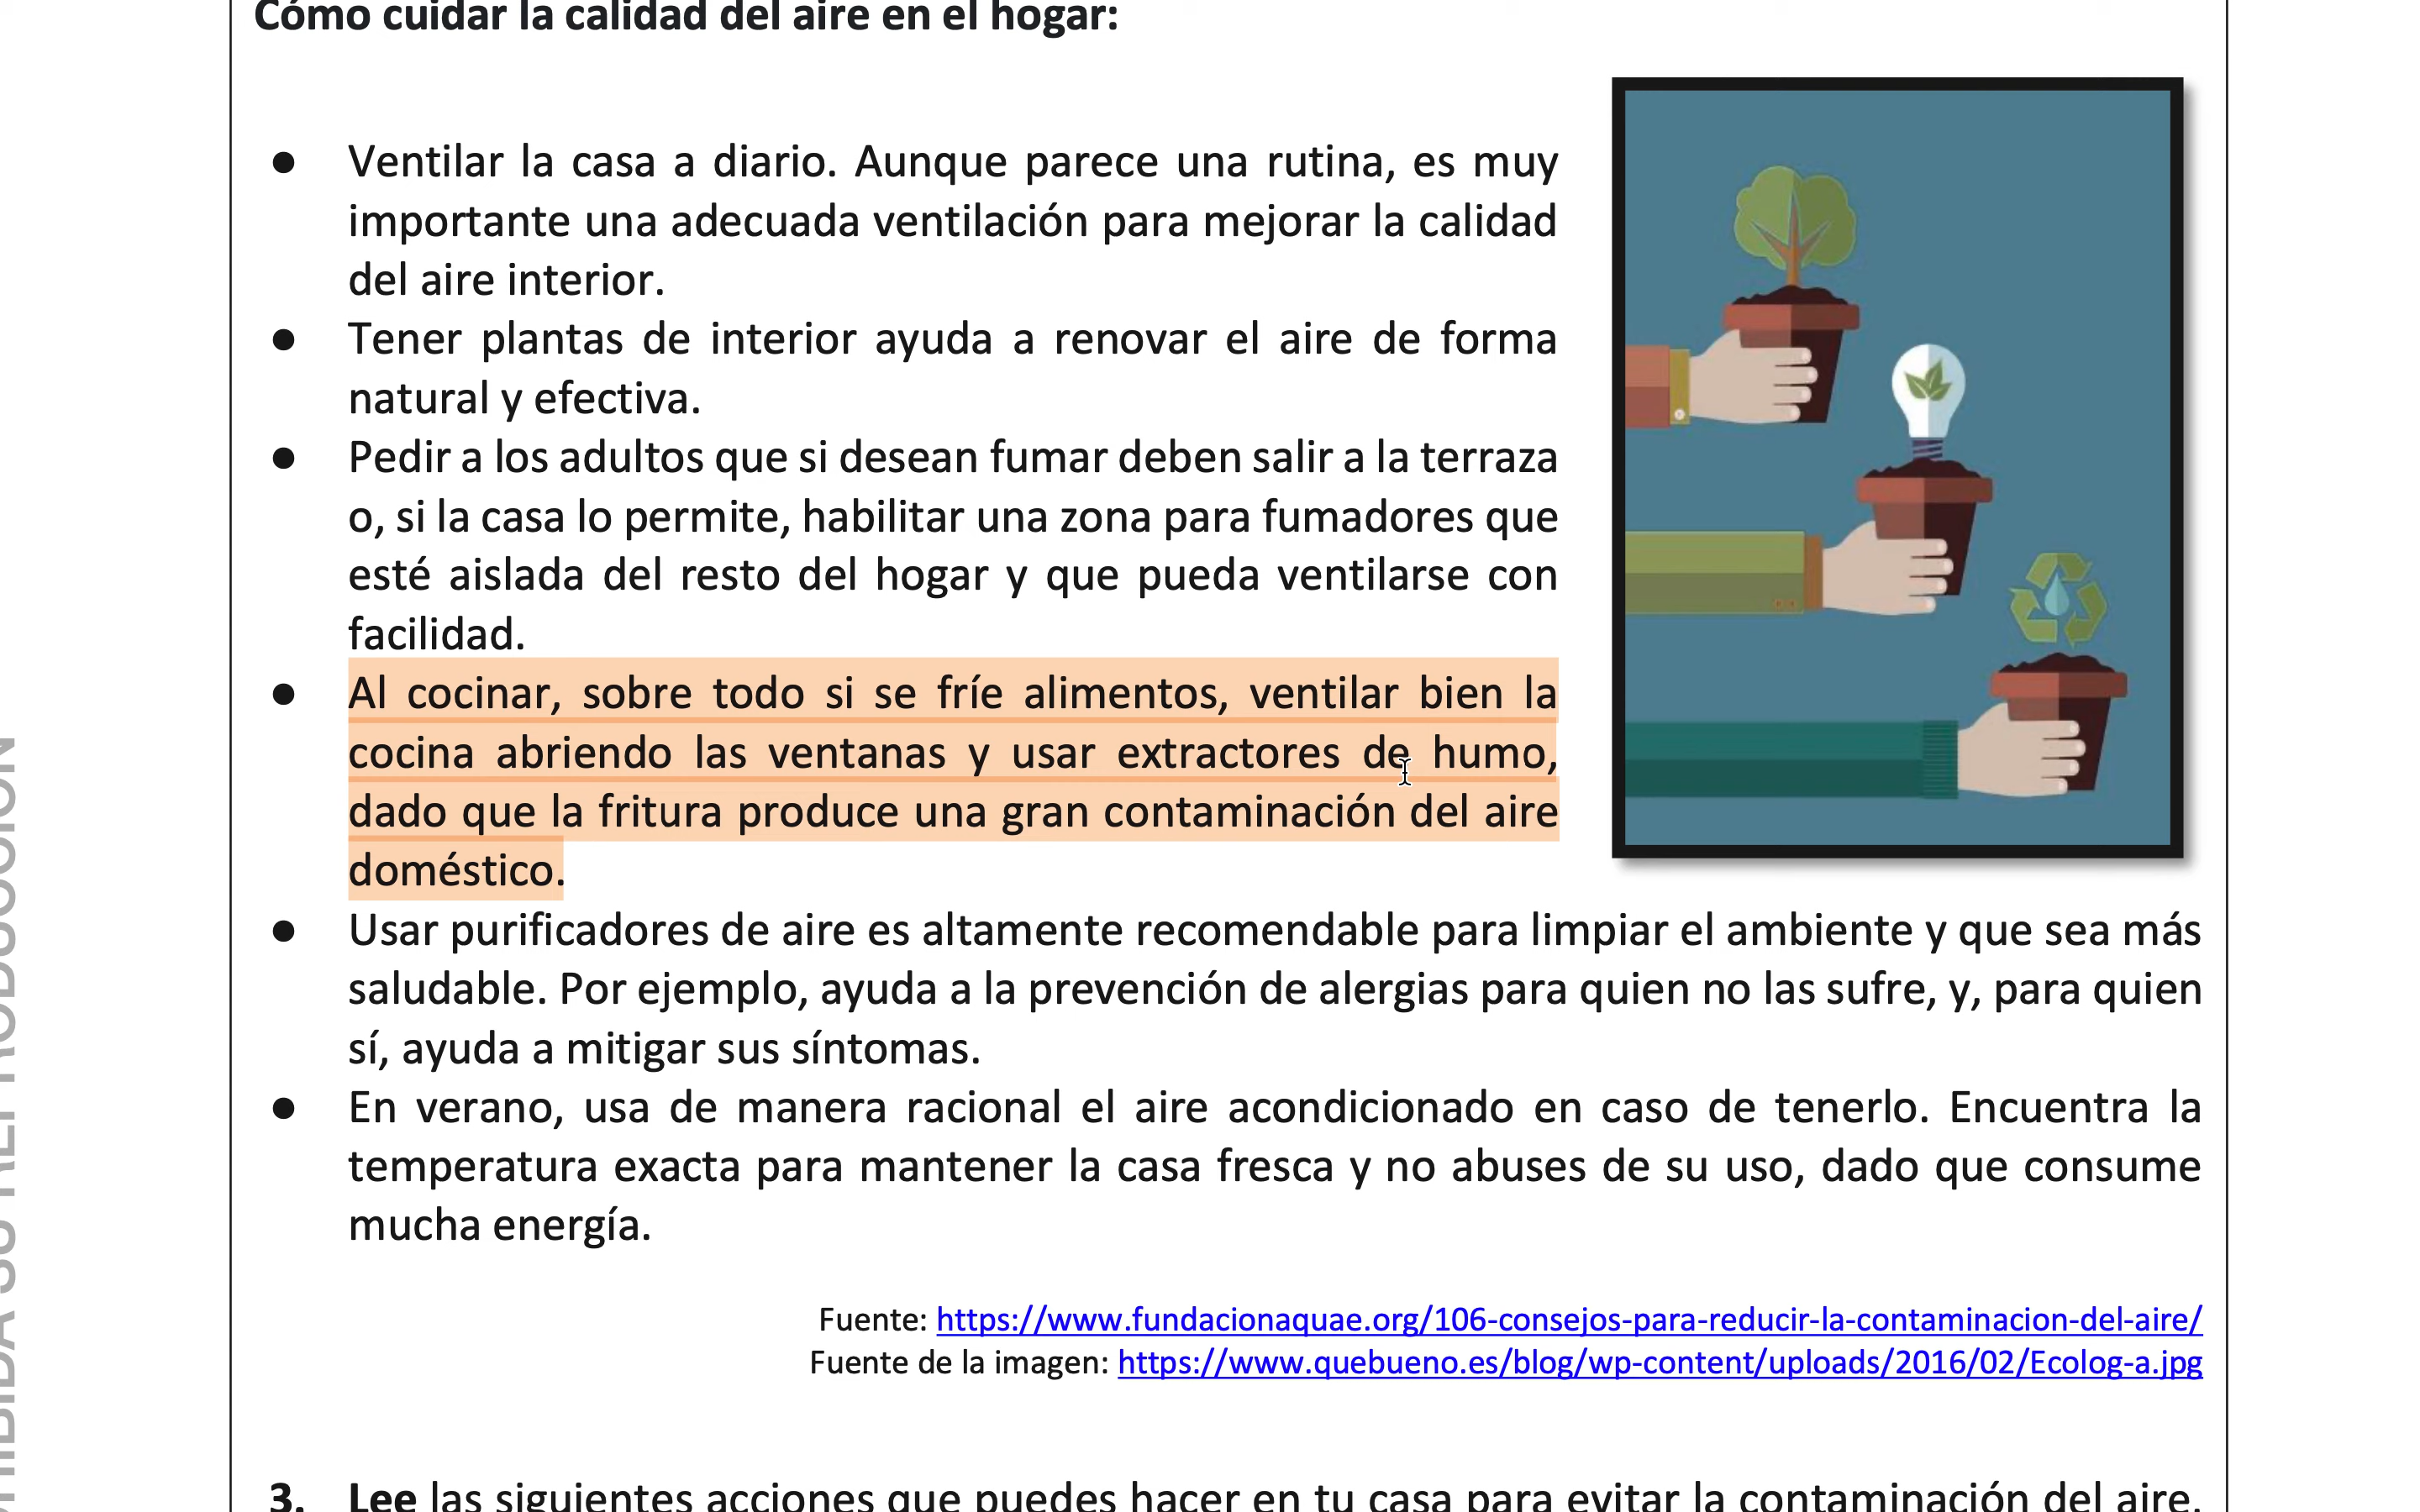 Cómo cuidar la calidad del aire en el hogar:
● Ventilar la casa a diario. Aunque parece una rutina, es muy
importante una adecuada ventilación para mejorar la calidad
del aire interior.
● Tener plantas de interior ayuda a renovar el aire de forma
natural y efectiva.
● Pedir a los adultos que si desean fumar deben salir a la terraza
o, si la casa lo permite, habilitar una zona para fumadores que
esté aislada del resto del hogar y que pueda ventilarse con
facilidad.
● Al cocinar, sobre todo si se fríe alimentos, ventilar bien la
cocina abriendo las ventanas y usar extractores de humo,
dado que la fritura produce una gran contaminación del aire
doméstico.
● Usar purificadores de aire es altamente recomendable para limpiar el ambiente y que sea más
saludable. Por ejemplo, ayuda a la prevención de alergias para quien no las sufre, y, para quien
sí, ayuda a mitigar sus síntomas.
● En verano, usa de manera racional el aire acondicionado en caso de tenerlo. Encuentra la
temperatura exacta para mantener la casa fresca y no abuses de su uso, dado que consume
mucha energía.
Fuente: https://www.fundacionaquae.org/106-consejos-para-reducir-la-contaminacion-del-aire/
Fuente de la imagen: https://www.quebueno.es/blog/wp-content/uploads/2016/02/Ecolog-a.jpg
3. Lee las siguientes acciones que puedes hacer en tu casa para evitar la contaminación del aire.